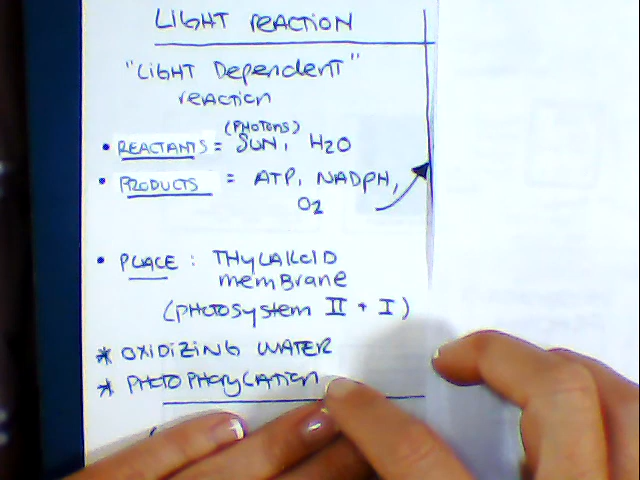 LIGHT REACTION
"LIGHT Dependent"
reaction
(PHOTONS)
• REACTANTS = SUN, H2O
• PRODUCTS = ATP, NADPH,
O2
• PLACE : THYLAKOID
memBrane
(PHOTOSYSTEM II + I)
* OXIDIZING WATER
* PHOTOPHORYLATION